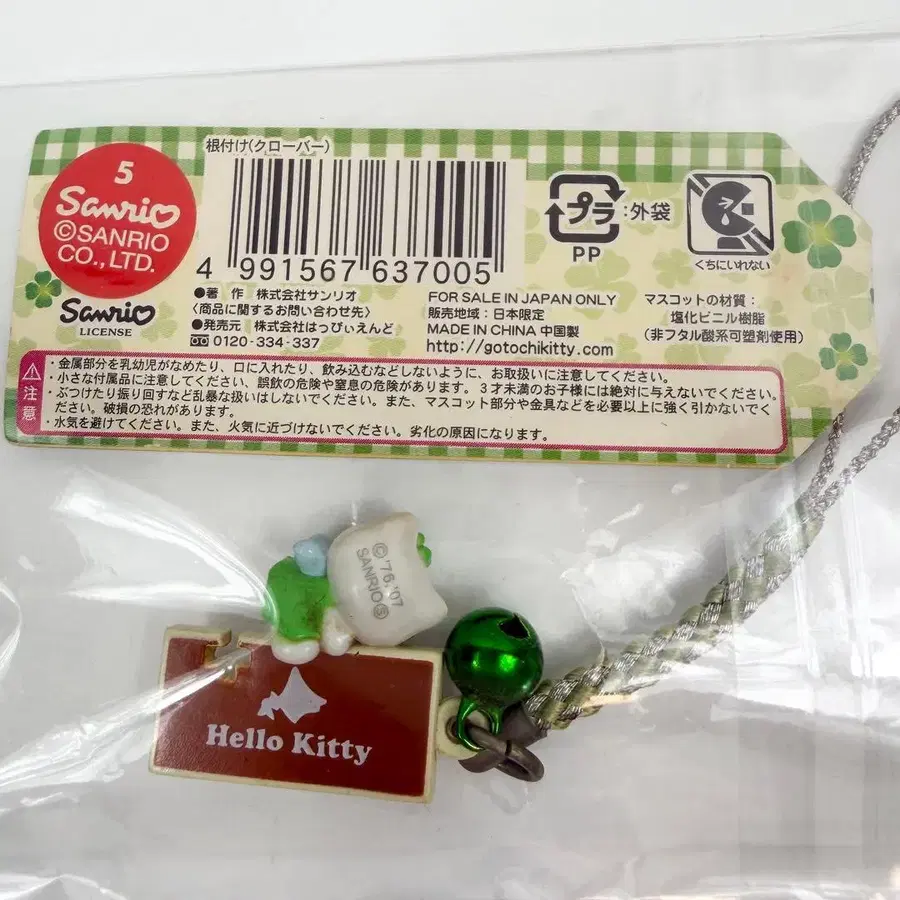 5
Sanrio
©SANRIO
CO., LTD.
Sanrio
LICENSE
根付け(クローバー)
4 991567 637005
プラ
:外袋
PP
くちにいれない
●著 作 株式会社サンリオ
〈商品に関するお問い合わせ先〉
●発売元 株式会社はっぴぃえんど
0120-334-337
FOR SALE IN JAPAN ONLY
販売地域:日本限定
MADE IN CHINA 中国製
http://gotochikitty.com
マスコットの材質:
塩化ビニル樹脂
(非フタル酸系可塑剤使用)
注意
・金属部分を乳幼児がなめたり、口に入れたり、飲み込むなどしないように、お取扱いに注意してください。
・小さな付属品に注意してください、誤飲の危険や窒息の危険があります。3才未満のお子様には絶対に与えないでください。
・ぶつけたり振り回すなど乱暴な扱いはしないでください。また、マスコット部分や金具などを必要以上に強く引かないでく
ださい。破損の恐れがあります。
・水気を避けてください。また、火気に近づけないでください。劣化の原因になります。
© '76,'07
SANRIO Ⓢ
Hello Kitty